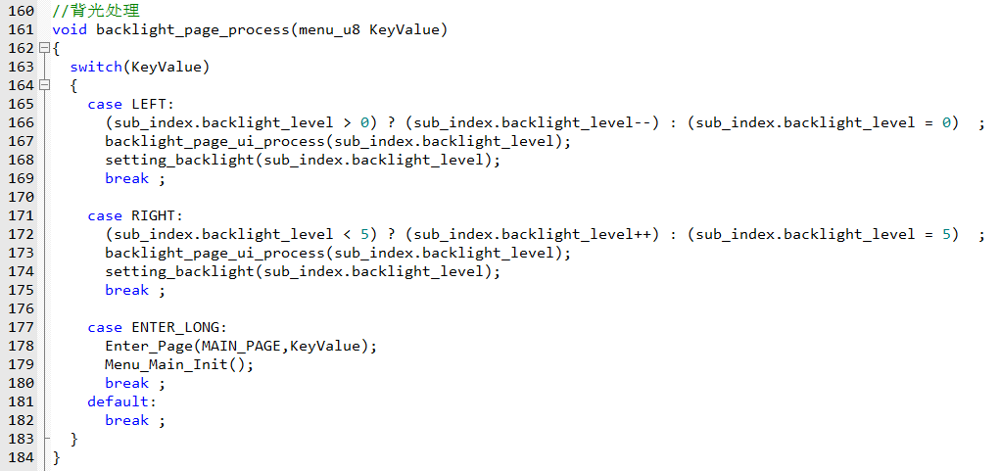 160 //背光处理
161 void backlight_page_process(menu_u8 KeyValue)
162 {
163 switch(KeyValue)
164 {
165 case LEFT:
166 (sub_index.backlight_level > 0) ? (sub_index.backlight_level--) : (sub_index.backlight_level = 0)  ;
167 backlight_page_ui_process(sub_index.backlight_level);
168 setting_backlight(sub_index.backlight_level);
169 break ;
170
171 case RIGHT:
172 (sub_index.backlight_level < 5) ? (sub_index.backlight_level++) : (sub_index.backlight_level = 5)  ;
173 backlight_page_ui_process(sub_index.backlight_level);
174 setting_backlight(sub_index.backlight_level);
175 break ;
176
177 case ENTER_LONG:
178 Enter_Page(MAIN_PAGE,KeyValue);
179 Menu_Main_Init();
180 break ;
181 default:
182 break ;
183 }
184 }